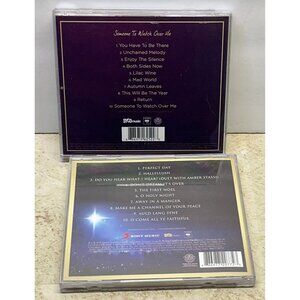 Someone To Watch Over Me
1. You Have To Be There
2. Unchained Melody
3. Enjoy The Silence
4. Both Sides Now
5. Lilac Wine
6. Mad World
7. Autumn Leaves
8. This Will Be The Year
9. Return
10. Someone To Watch Over Me
SYCOmusic
1. PERFECT DAY
2. HALLELUJAH
3. DO YOU HEAR WHAT I HEAR? (DUET WITH AMBER STASSI)
5. THE FIRST NOEL
6. O HOLY NIGHT
7. AWAY IN A MANGER
8. MAKE ME A CHANNEL OF YOUR PEACE
9. AULD LANG SYNE
10. O COME ALL YE FAITHFUL
SONY MUSIC